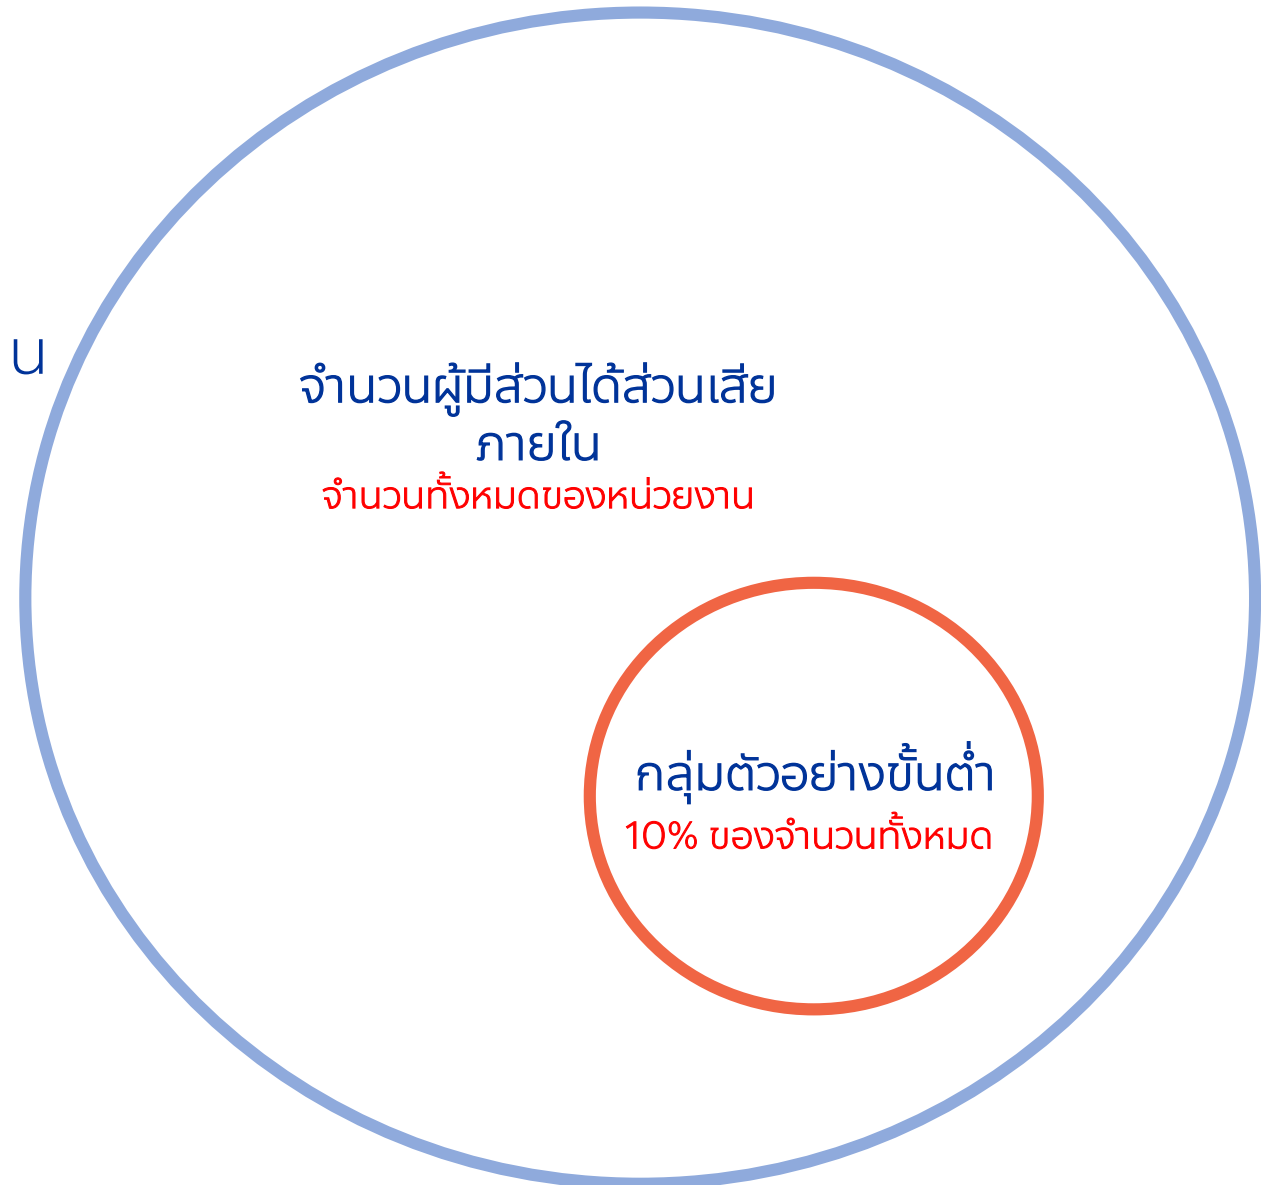 น
จำนวนผู้มีส่วนได้ส่วนเสีย
ภายใน
จำนวนทั้งหมดของหน่วยงาน
กลุ่มตัวอย่างขั้นต่ำ
10% ของจำนวนทั้งหมด